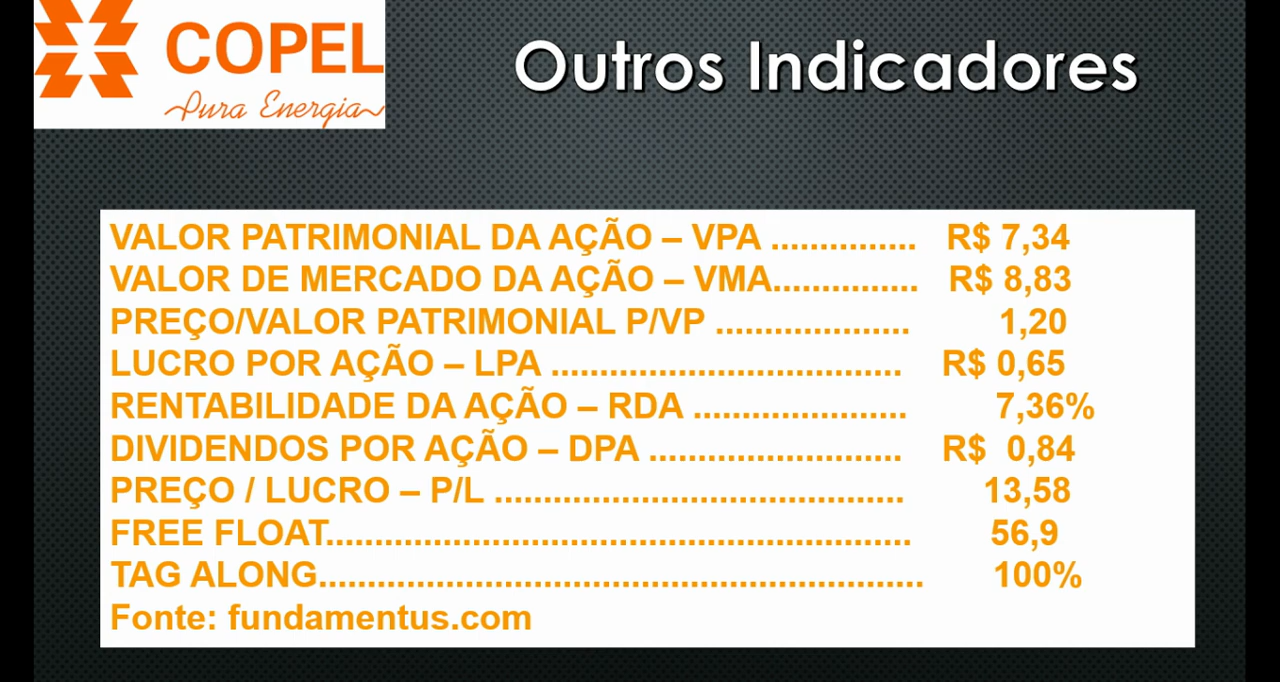 COPEL
Pura Energia
Outros Indicadores
VALOR PATRIMONIAL DA AÇÃO – VPA ............... R$ 7,34
VALOR DE MERCADO DA AÇÃO – VMA............... R$ 8,83
PREÇO/VALOR PATRIMONIAL P/VP .................... 1,20
LUCRO POR AÇÃO – LPA .................................... R$ 0,65
RENTABILIDADE DA AÇÃO – RDA ...................... 7,36%
DIVIDENDOS POR AÇÃO – DPA .......................... R$ 0,84
PREÇO / LUCRO – P/L .......................................... 13,58
FREE FLOAT............................................................ 56,9
TAG ALONG.............................................................. 100%
Fonte: fundamentus.com